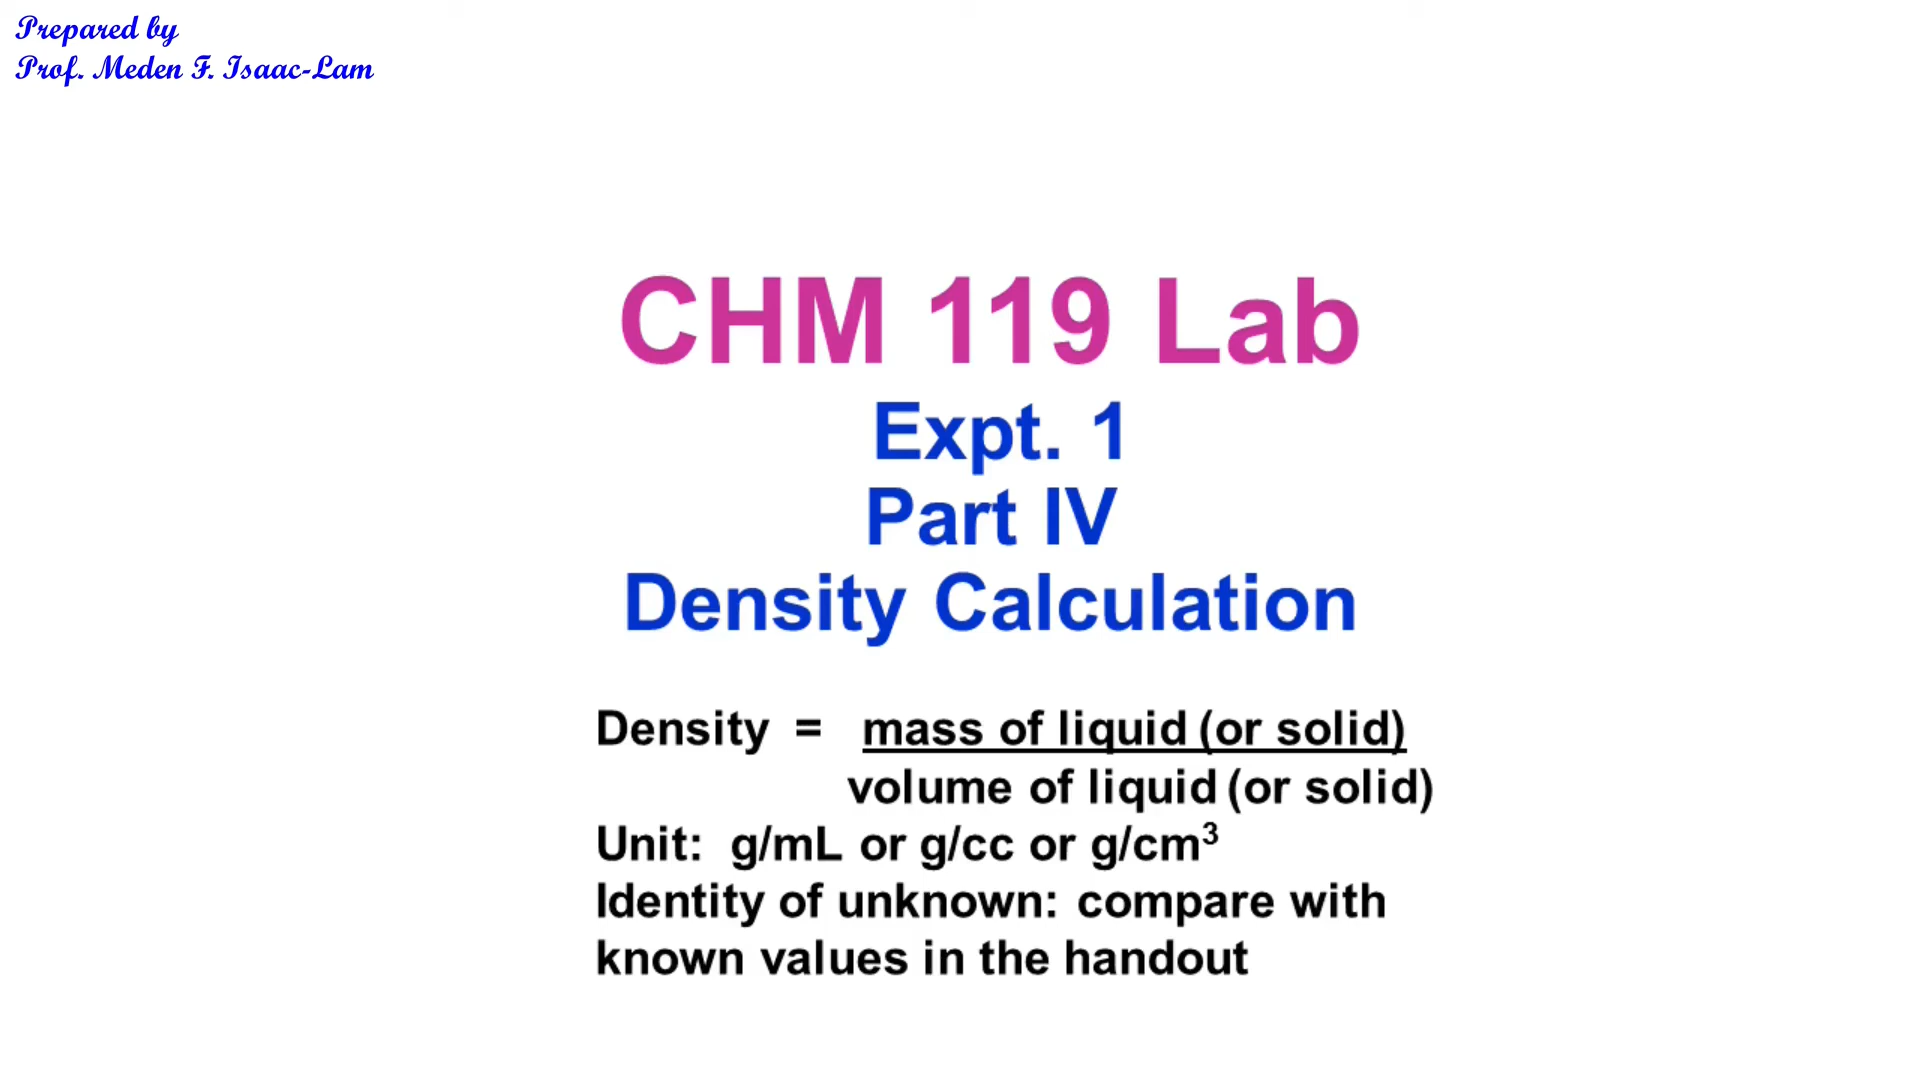 Prepared by
Prof. Meden F. Isaac-Lam
CHM 119 Lab
Expt. 1
Part IV
Density Calculation
Density = mass of liquid (or solid)
volume of liquid (or solid)
Unit: g/mL or g/cc or g/cm³
Identity of unknown: compare with
known values in the handout